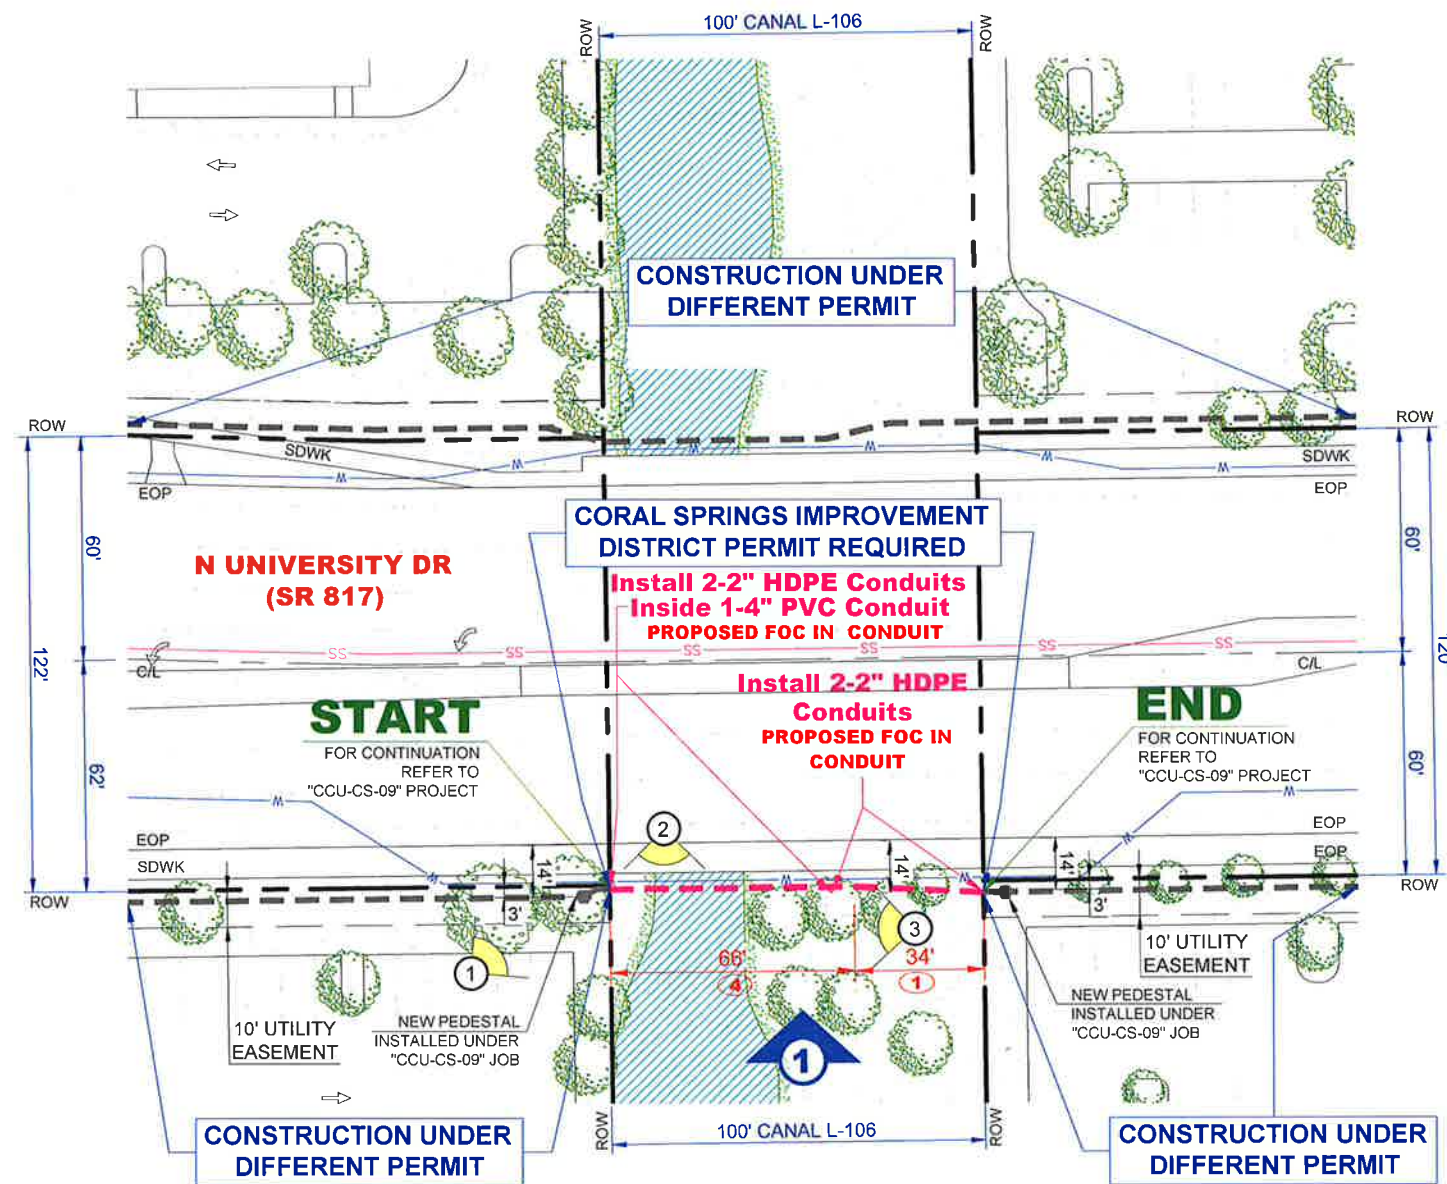 ROW
100' CANAL L-106
ROW
CONSTRUCTION UNDER
DIFFERENT PERMIT
ROW
ROW
SDWK
W
W
W
W
W
SDWK
EOP
EOP
CORAL SPRINGS IMPROVEMENT
DISTRICT PERMIT REQUIRED
60'
60'
N UNIVERSITY DR
(SR 817)
Install 2-2" HDPE Conduits
Inside 1-4" PVC Conduit
PROPOSED FOC IN CONDUIT
SS
SS
SS
SS
SS
SS
122'
120'
C/L
C/L
Install 2-2" HDPE
Conduits
PROPOSED FOC IN
CONDUIT
START
FOR CONTINUATION
REFER TO
"CCU-CS-09" PROJECT
END
FOR CONTINUATION
REFER TO
"CCU-CS-09" PROJECT
62'
60'
W
W
EOP
EOP
2
W
EOP
SDWK
14'
14'
14'
W
W
W
ROW
ROW
3'
3'
3
1
66'
34'
4
1
10' UTILITY
EASEMENT
10' UTILITY
EASEMENT
NEW PEDESTAL
INSTALLED UNDER
"CCU-CS-09" JOB
NEW PEDESTAL
INSTALLED UNDER
"CCU-CS-09" JOB
1
ROW
100' CANAL L-106
ROW
CONSTRUCTION UNDER
DIFFERENT PERMIT
CONSTRUCTION UNDER
DIFFERENT PERMIT